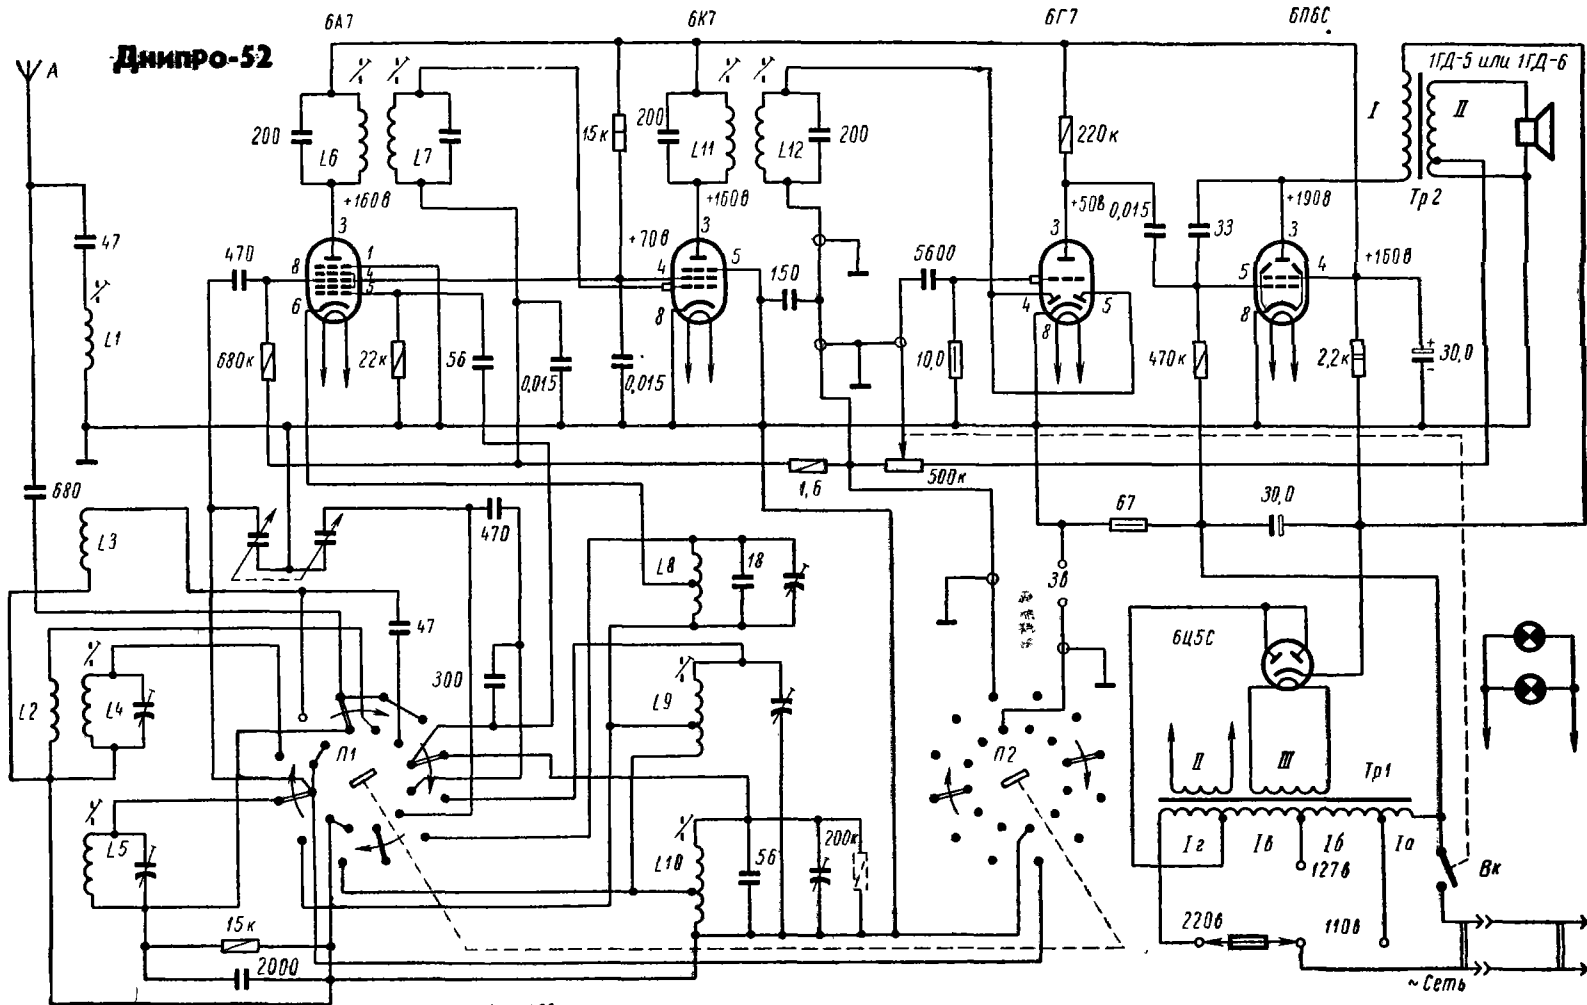 6А7
6К7
6Г7
6П6С
Днипро-52
А
1ГД-5 или 1ГД-6
200
L6
L7
15к
200
L11
L12
200
220к
I
II
Тр2
+160в
+160в
+50в
0,015
33
+190в
3
3
3
3
+70в
47
470
8
1
4
5
6
4
5
8
150
5600
4
5
8
5
4
8
+160в
L1
680к
22к
56
0,015
0,015
10,0
470к
2,2к
30,0
+
-
680
1,6
500к
67
30,0
L3
470
L8
18
3в
47
6Ц5С
L2
L4
300
L9
П1
П2
II
III
Тр1
L5
L10
56
200к
Iг
Iв
Iб
Iа
127в
Вк
15к
2000
220в
110в
~Сеть